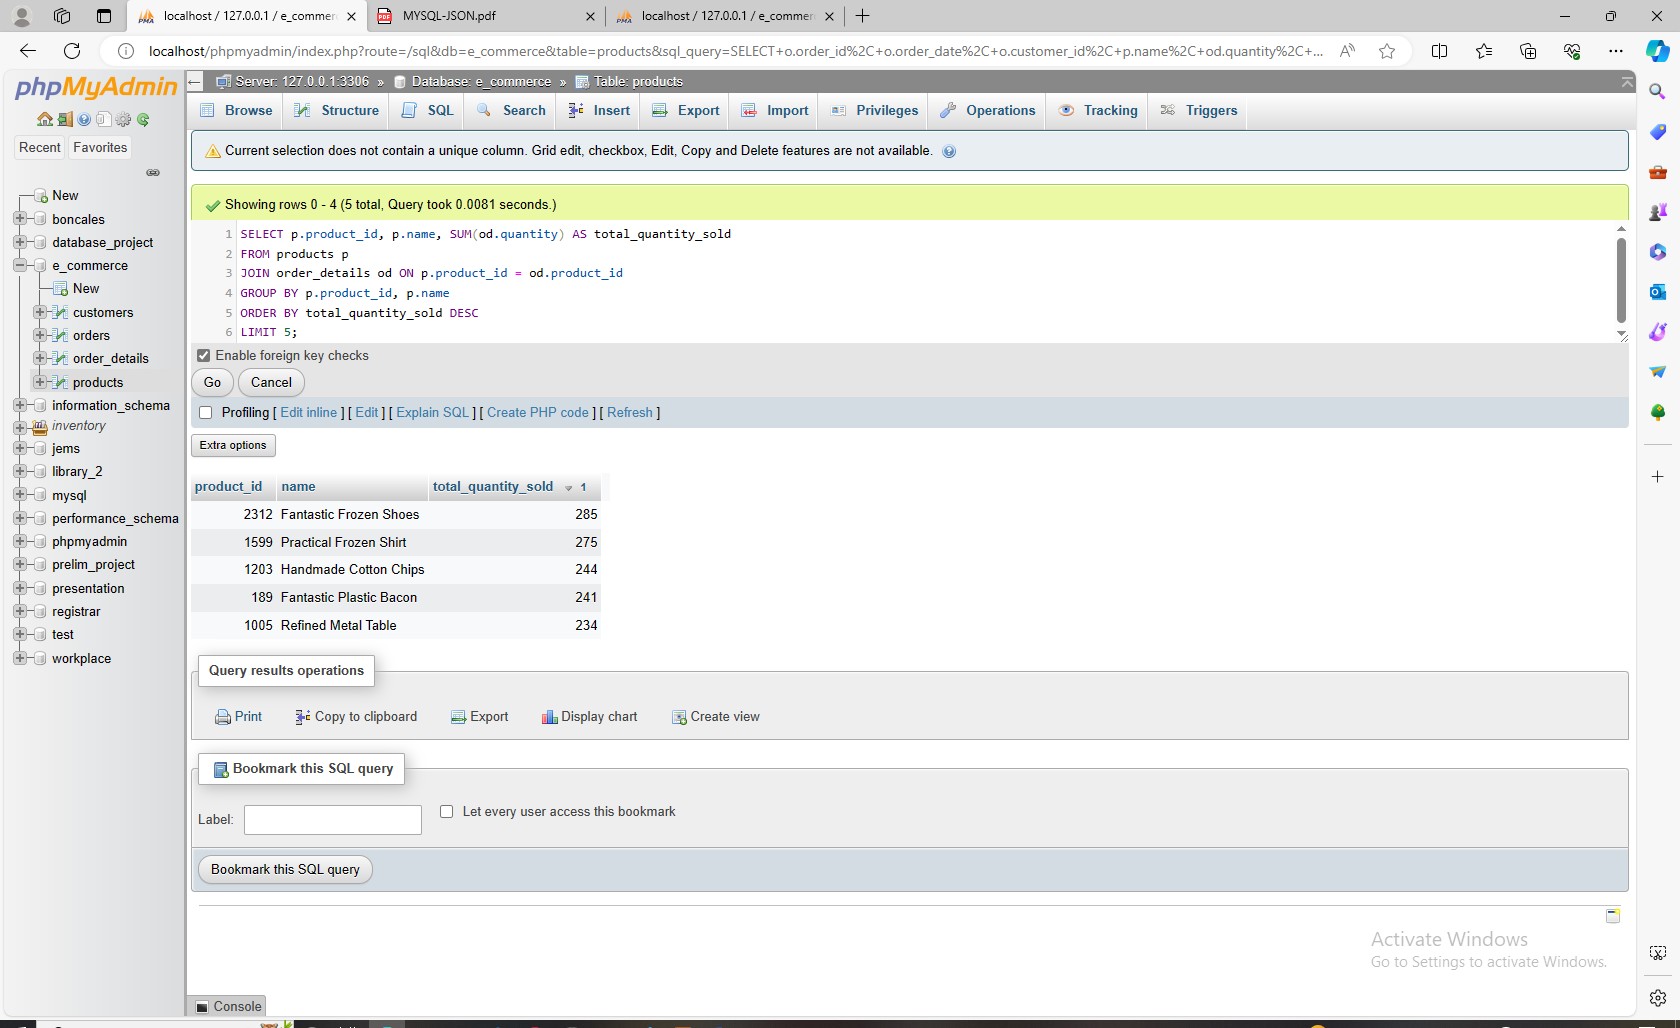 localhost / 127.0.0.1 / e_commer
MYSQL-JSON.pdf
localhost / 127.0.0.1 / e_commer
localhost/phpmyadmin/index.php?route=/sql&db=e_commerce&table=products&sql_query=SELECT+o.order_id%2C+o.order_date%2C+o.customer_id%2C+p.name%2C+od.quantity%2C+...
phpMyAdmin
Recent
Favorites
New
boncales
database_project
e_commerce
New
customers
orders
order_details
products
information_schema
inventory
jems
library_2
mysql
performance_schema
phpmyadmin
prelim_project
presentation
registrar
test
workplace
Server: 127.0.0.1:3306 » Database: e_commerce » Table: products
Browse Structure SQL Search Insert Export Import Privileges Operations Tracking Triggers
Current selection does not contain a unique column. Grid edit, checkbox, Edit, Copy and Delete features are not available.
Showing rows 0 - 4 (5 total, Query took 0.0081 seconds.)
1 SELECT p.product_id, p.name, SUM(od.quantity) AS total_quantity_sold
2 FROM products p
3 JOIN order_details od ON p.product_id = od.product_id
4 GROUP BY p.product_id, p.name
5 ORDER BY total_quantity_sold DESC
6 LIMIT 5;
Enable foreign key checks
Go Cancel
Profiling [ Edit inline ] [ Edit ] [ Explain SQL ] [ Create PHP code ] [ Refresh ]
Extra options
product_id name total_quantity_sold 1
2312 Fantastic Frozen Shoes 285
1599 Practical Frozen Shirt 275
1203 Handmade Cotton Chips 244
189 Fantastic Plastic Bacon 241
1005 Refined Metal Table 234
Query results operations
Print Copy to clipboard Export Display chart Create view
Bookmark this SQL query
Label:
Let every user access this bookmark
Bookmark this SQL query
Activate Windows
Go to Settings to activate Windows.
Console